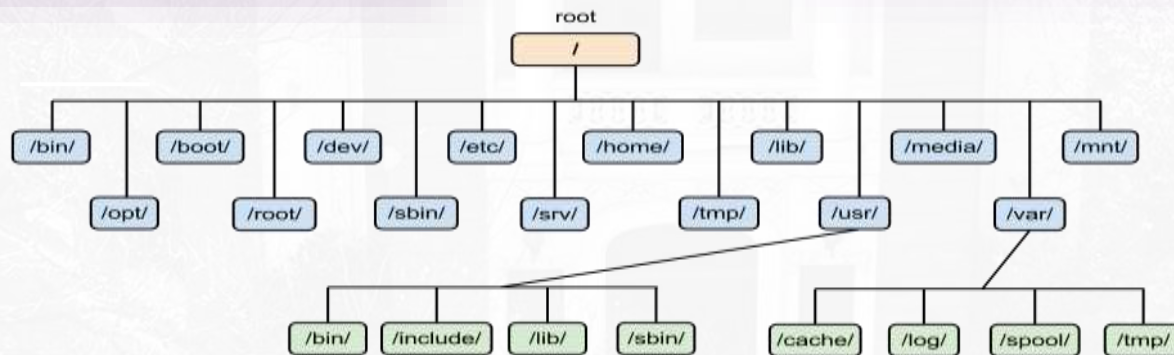 root
/
/bin/ /boot/ /dev/ /etc/ /home/ /lib/ /media/ /mnt/
/opt/ /root/ /sbin/ /srv/ /tmp/ /usr/ /var/
/bin/ /include/ /lib/ /sbin/ /cache/ /log/ /spool/ /tmp/